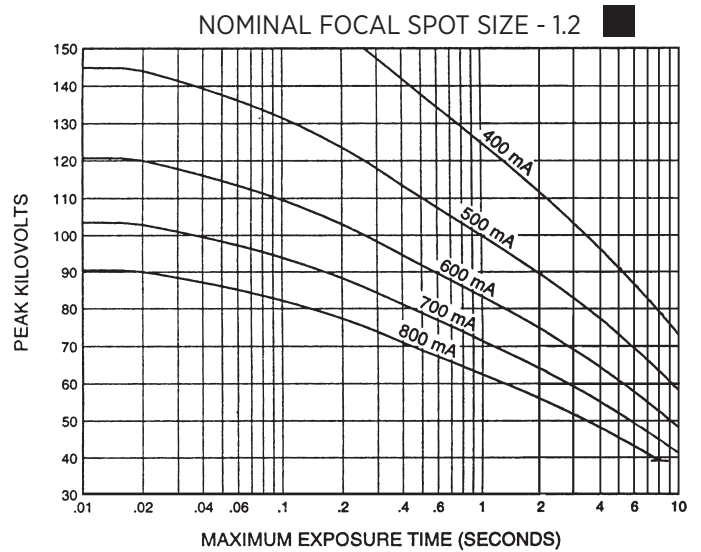 NOMINAL FOCAL SPOT SIZE - 1.2
150
140
130
120
110
100
90
80
70
60
50
40
30
PEAK KILOVOLTS
400 mA
500 mA
600 mA
700 mA
800 mA
.01 .02 .04 .06 .1 .2 .4 .6 1 2 4 6 10
MAXIMUM EXPOSURE TIME (SECONDS)